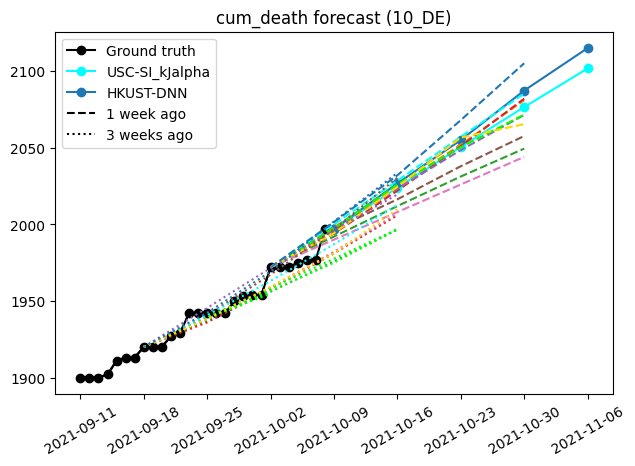 cum_death forecast (10_DE)
Ground truth
USC-SI_kJalpha
HKUST-DNN
1 week ago
3 weeks ago
2100
2050
2000
1950
1900
2021-09-11
2021-09-18
2021-09-25
2021-10-02
2021-10-09
2021-10-16
2021-10-23
2021-10-30
2021-11-06